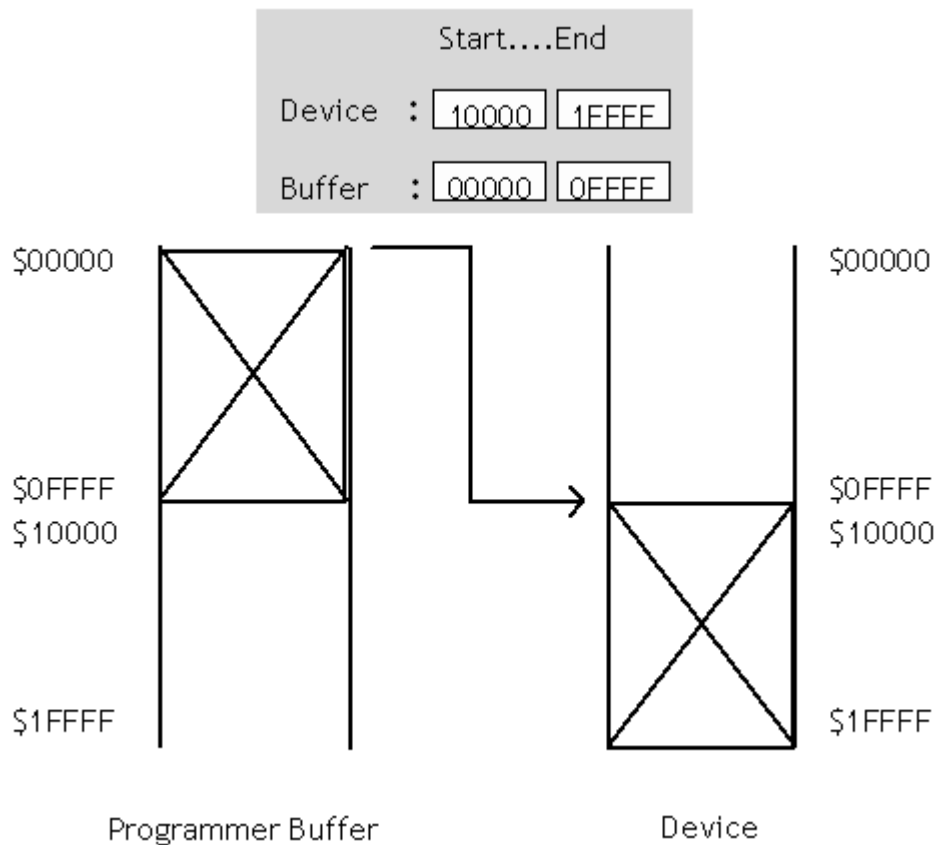 Start....End
Device : 10000 1FFFF
Buffer : 00000 0FFFF
$00000 $00000
$0FFFF $0FFFF
$10000 $10000
$1FFFF $1FFFF
Programmer Buffer Device